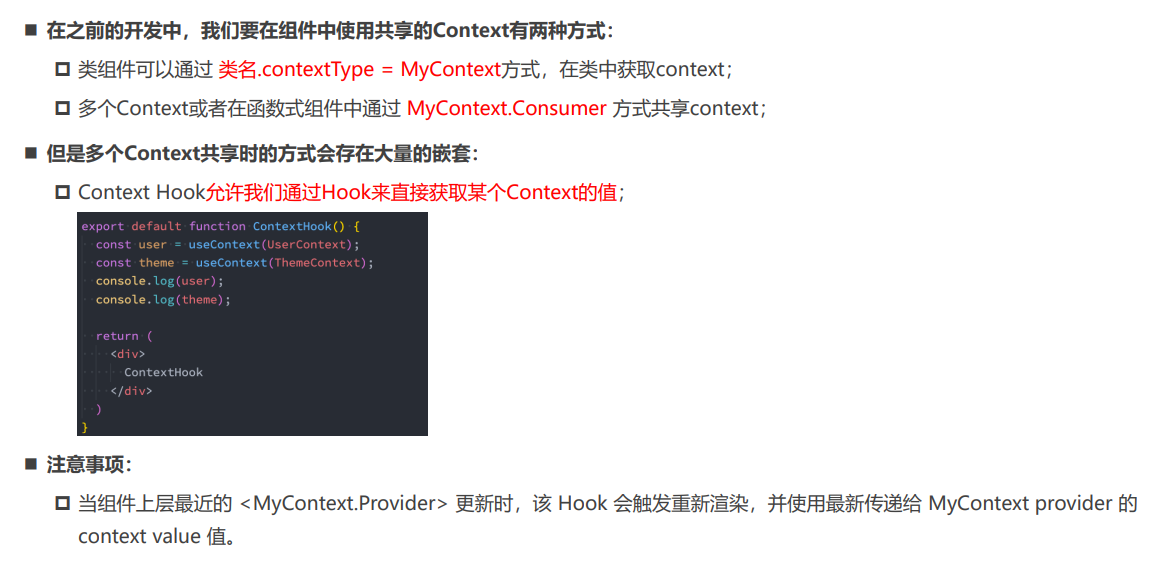 在之前的开发中，我们要在组件中使用共享的Context有两种方式：
类组件可以通过 类名.contextType = MyContext方式，在类中获取context；
多个Context或者在函数式组件中通过 MyContext.Consumer 方式共享context；
但是多个Context共享时的方式会存在大量的嵌套：
Context Hook允许我们通过Hook来直接获取某个Context的值；
export default function ContextHook() {
  const user = useContext(UserContext);
  const theme = useContext(ThemeContext);
  console.log(user);
  console.log(theme);
  return (
    <div>
      ContextHook
    </div>
  )
}
注意事项：
当组件上层最近的 <MyContext.Provider> 更新时，该 Hook 会触发重新渲染，并使用最新传递给 MyContext provider 的
context value 值。